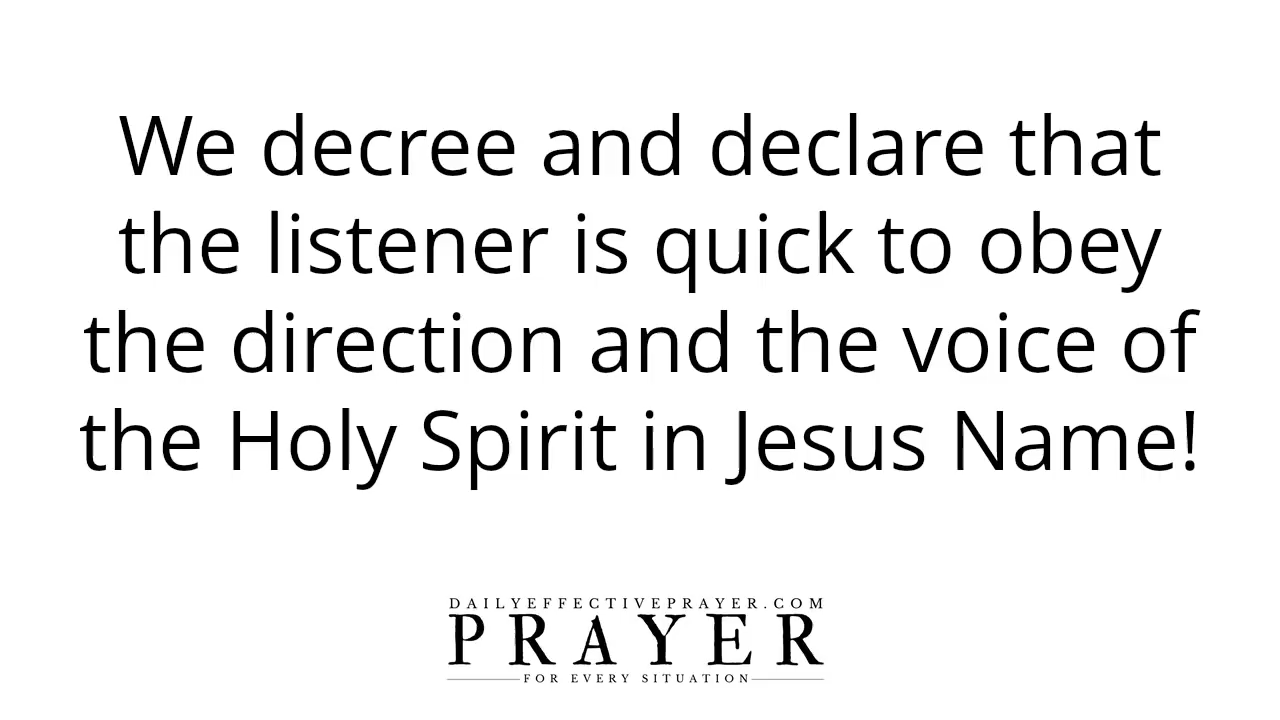 We decree and declare that
the listener is quick to obey
the direction and the voice of
the Holy Spirit in Jesus Name!
DAILYEFFECTIVEPRAYER.COM
PRAYER
FOR EVERY SITUATION